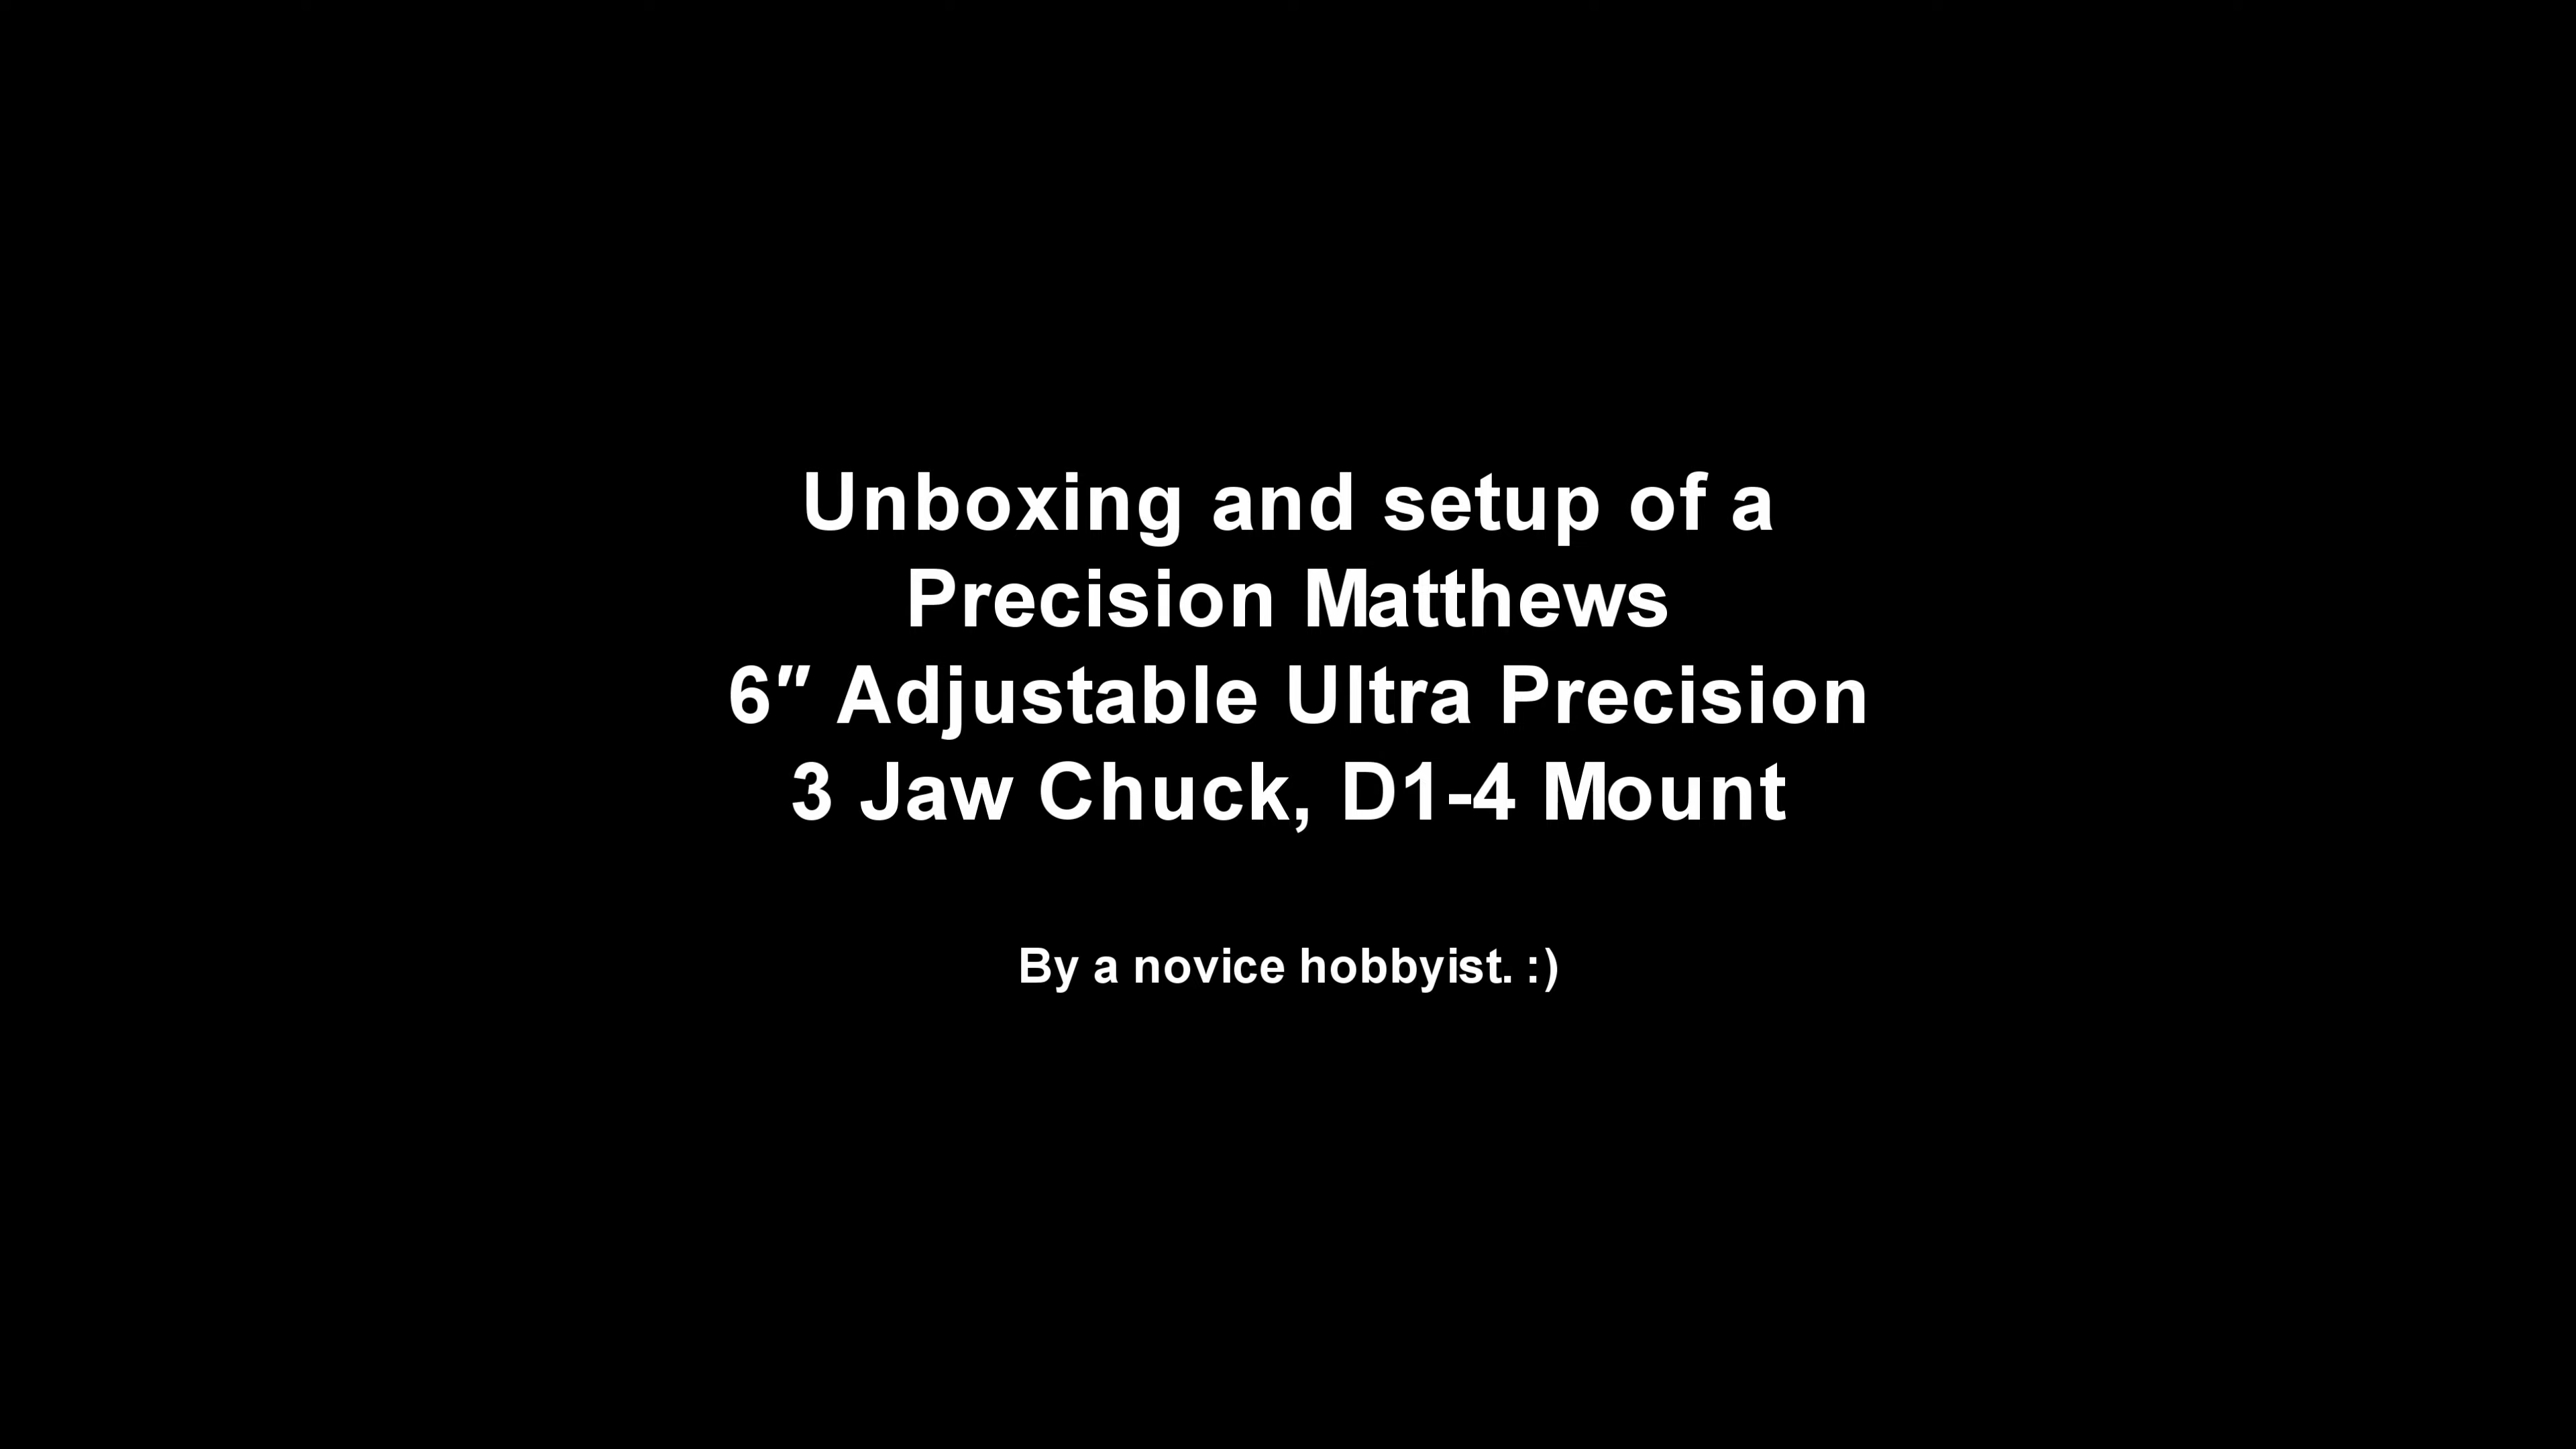 Unboxing and setup of a
Precision Matthews
6″ Adjustable Ultra Precision
3 Jaw Chuck, D1-4 Mount
By a novice hobbyist. :)